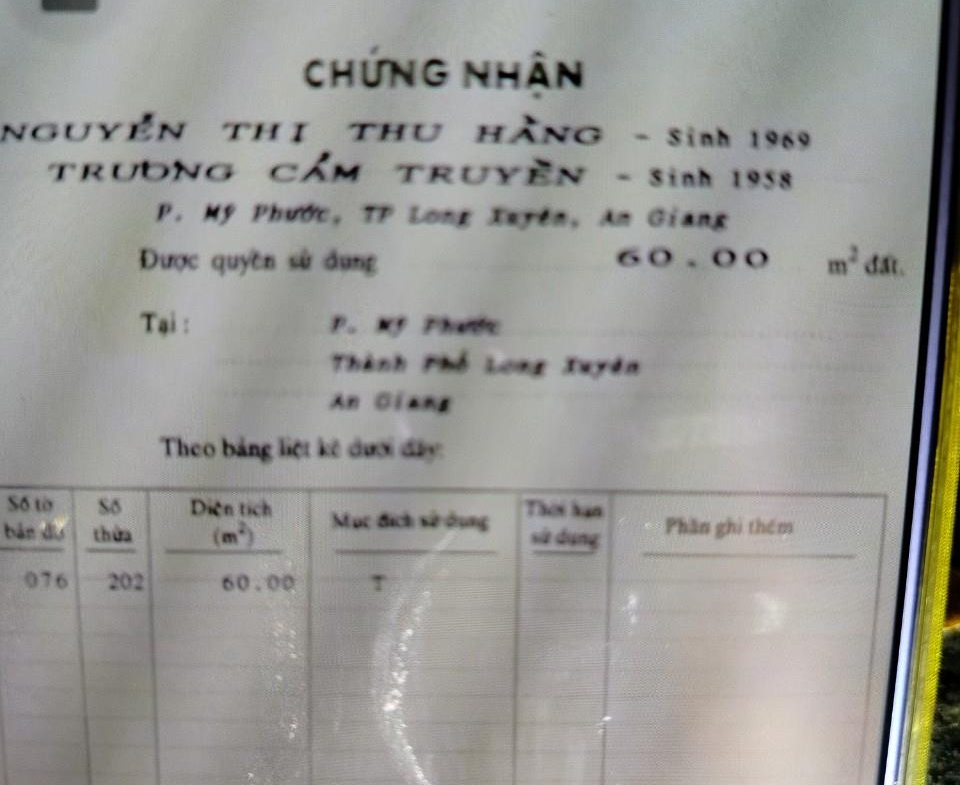 CHỨNG NHẬN
NGUYỄN THỊ THU HẰNG - Sinh 1969
TRƯƠNG CẨM TRUYỀN - Sinh 1958
P. Mỹ Phước, TP Long Xuyên, An Giang
Được quyền sử dụng 60.00 m² đất.
Tại : P. Mỹ Phước
Thành Phố Long Xuyên
An Giang
Theo bảng liệt kê dưới đây:
Số tờ bản đồ Số thửa Diện tích (m²) Mục đích sử dụng Thời hạn sử dụng Phần ghi thêm
076 202 60.00 T